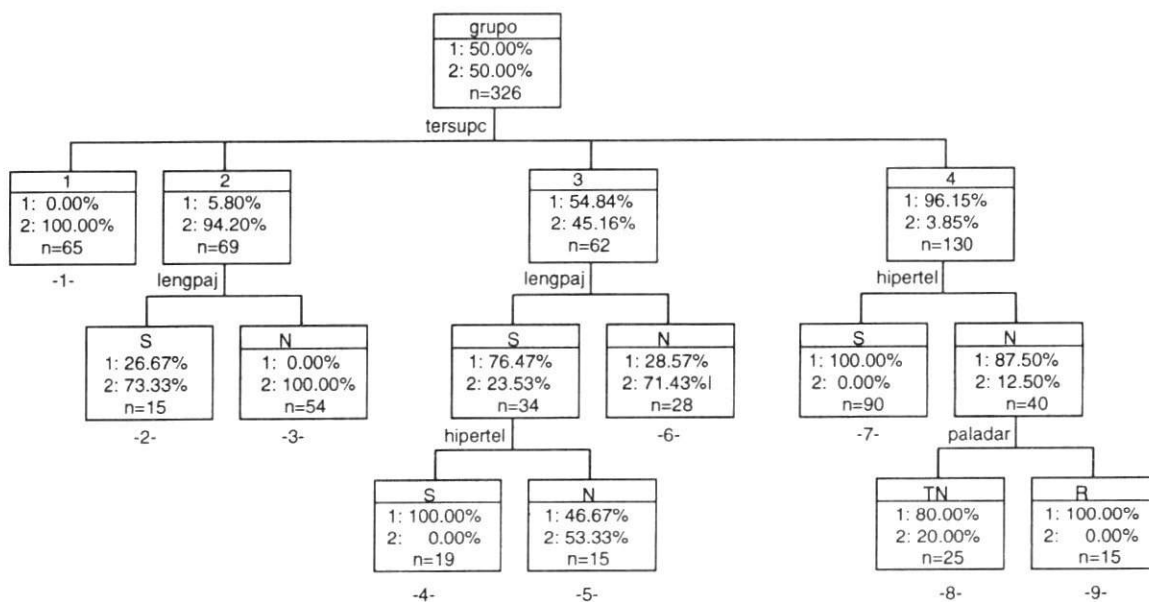 grupo
1: 50.00%
2: 50.00%
n=326
tersupc
1
1: 0.00%
2: 100.00%
n=65
-1-
2
1: 5.80%
2: 94.20%
n=69
lengpaj
3
1: 54.84%
2: 45.16%
n=62
lengpaj
4
1: 96.15%
2: 3.85%
n=130
hipertel
S
1: 26.67%
2: 73.33%
n=15
-2-
N
1: 0.00%
2: 100.00%
n=54
-3-
S
1: 76.47%
2: 23.53%
n=34
hipertel
N
1: 28.57%
2: 71.43%l
n=28
-6-
S
1: 100.00%
2: 0.00%
n=90
-7-
N
1: 87.50%
2: 12.50%
n=40
paladar
S
1: 100.00%
2: 0.00%
n=19
-4-
N
1: 46.67%
2: 53.33%
n=15
-5-
TN
1: 80.00%
2: 20.00%
n=25
-8-
R
1: 100.00%
2: 0.00%
n=15
-9-